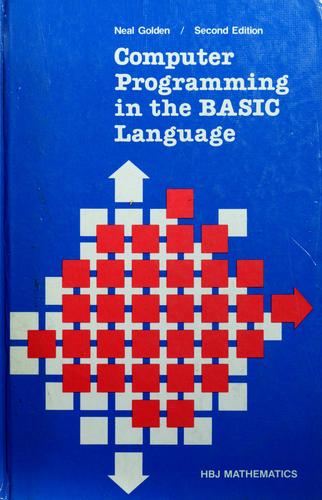 Neal Golden / Second Edition
Computer
Programming
in the BASIC
Language
HBJ MATHEMATICS